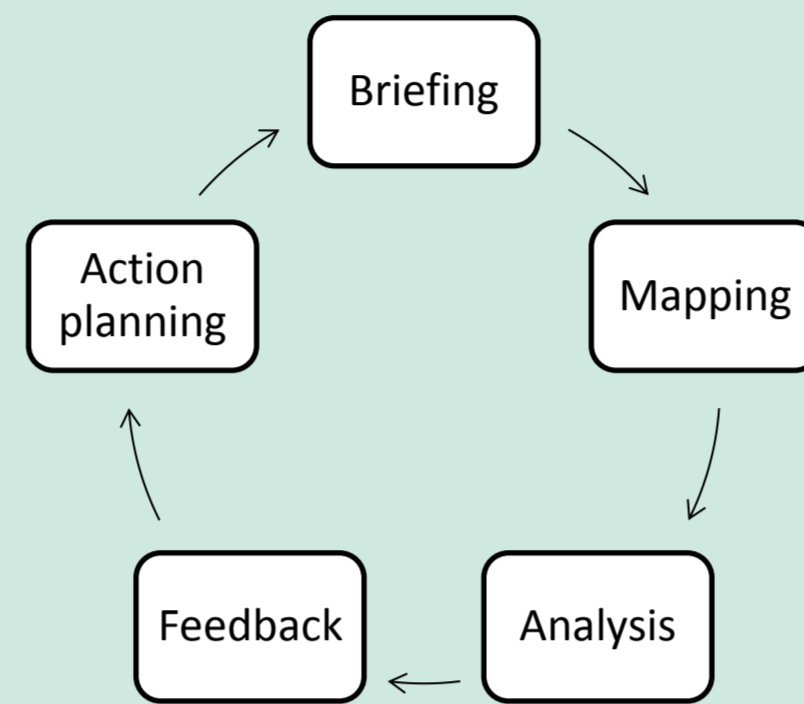 Briefing
Mapping
Analysis
Feedback
Action
planning